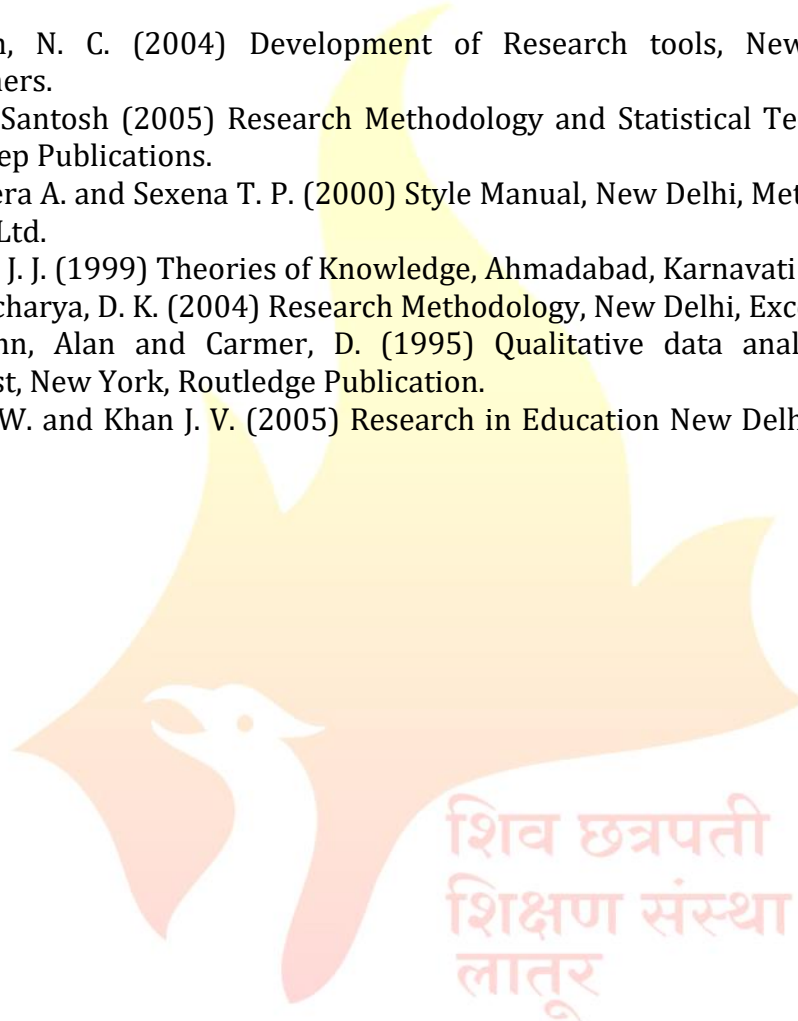 n, N. C. (2004) Development of Research tools, New
ners.
Santosh (2005) Research Methodology and Statistical Te
ep Publications.
era A. and Sexena T. P. (2000) Style Manual, New Delhi, Met
Ltd.
J. J. (1999) Theories of Knowledge, Ahmadabad, Karnavati
charya, D. K. (2004) Research Methodology, New Delhi, Exc
nn, Alan and Carmer, D. (1995) Qualitative data anal
st, New York, Routledge Publication.
W. and Khan J. V. (2005) Research in Education New Delh
शिव छत्रपती
शिक्षण संस्था
लातूर